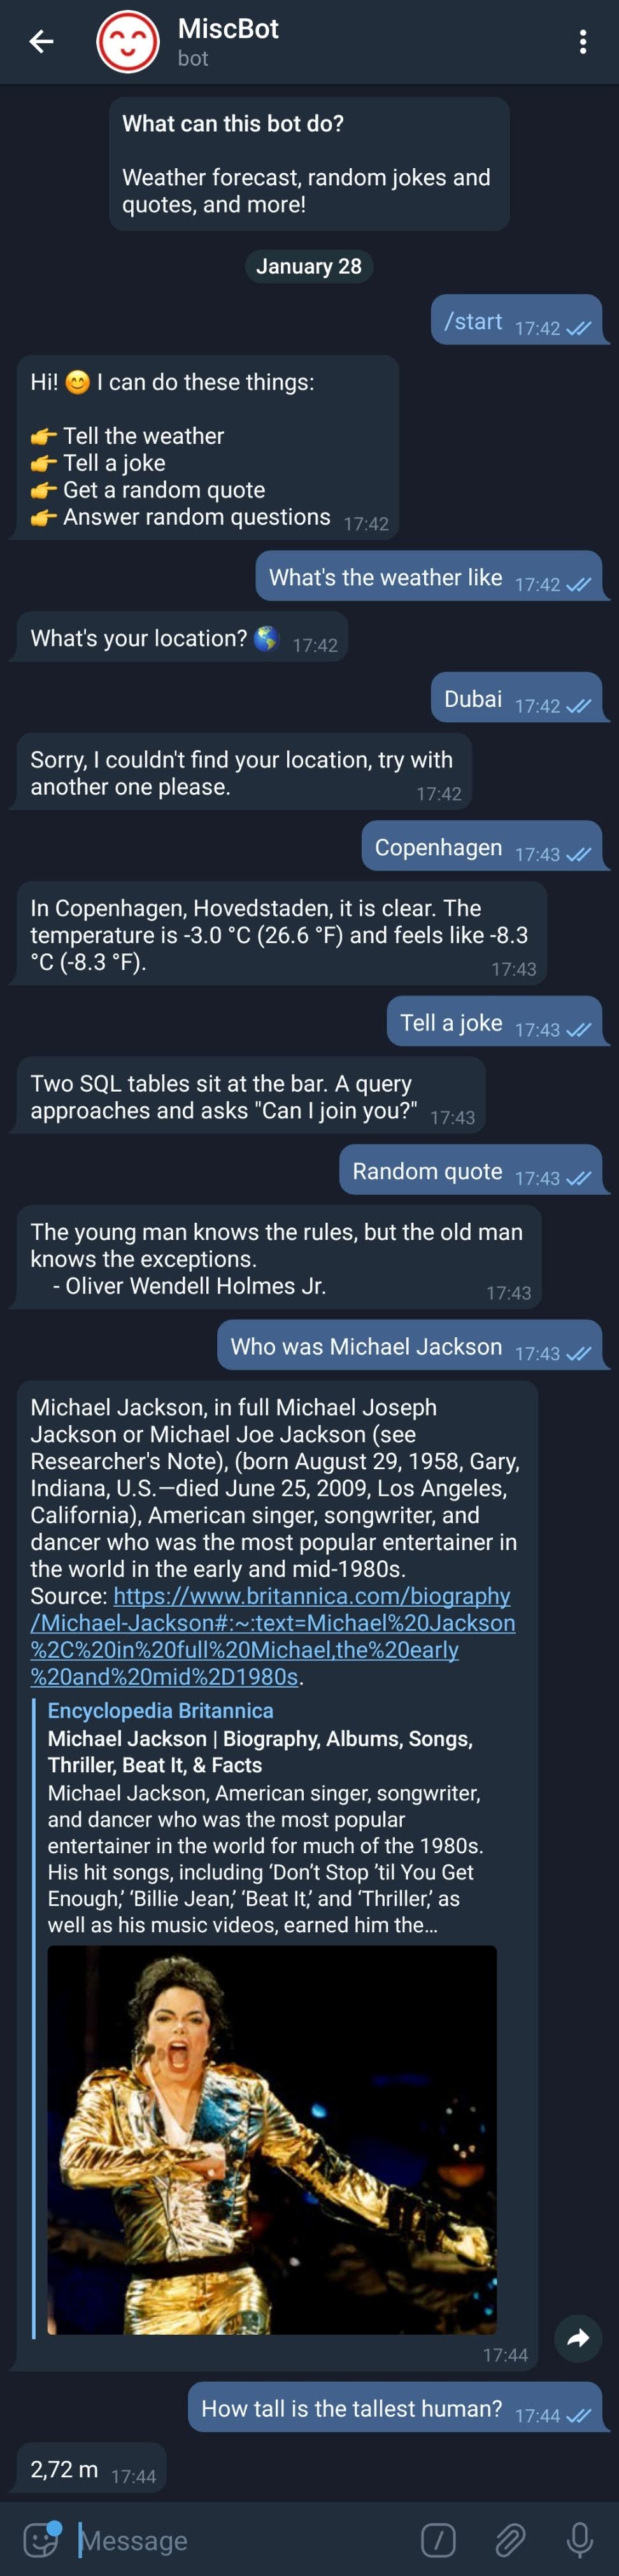 MiscBot
bot
What can this bot do?
Weather forecast, random jokes and
quotes, and more!
January 28
/start 17:42
Hi! 😊 I can do these things:
👉 Tell the weather
👉 Tell a joke
👉 Get a random quote
👉 Answer random questions 17:42
What's the weather like 17:42
What's your location? 🌎 17:42
Dubai 17:42
Sorry, I couldn't find your location, try with
another one please. 17:42
Copenhagen 17:43
In Copenhagen, Hovedstaden, it is clear. The
temperature is -3.0 °C (26.6 °F) and feels like -8.3
°C (-8.3 °F). 17:43
Tell a joke 17:43
Two SQL tables sit at the bar. A query
approaches and asks "Can I join you?" 17:43
Random quote 17:43
The young man knows the rules, but the old man
knows the exceptions.
- Oliver Wendell Holmes Jr. 17:43
Who was Michael Jackson 17:43
Michael Jackson, in full Michael Joseph
Jackson or Michael Joe Jackson (see
Researcher's Note), (born August 29, 1958, Gary,
Indiana, U.S.—died June 25, 2009, Los Angeles,
California), American singer, songwriter, and
dancer who was the most popular entertainer in
the world in the early and mid-1980s.
Source: https://www.britannica.com/biography
/Michael-Jackson#:~:text=Michael%20Jackson
%2C%20in%20full%20Michael,the%20early
%20and%20mid%2D1980s.
Encyclopedia Britannica
Michael Jackson | Biography, Albums, Songs,
Thriller, Beat It, & Facts
Michael Jackson, American singer, songwriter,
and dancer who was the most popular
entertainer in the world for much of the 1980s.
His hit songs, including ‘Don’t Stop ’til You Get
Enough,’ ‘Billie Jean,’ ‘Beat It,’ and ‘Thriller,’ as
well as his music videos, earned him the…
17:44
How tall is the tallest human? 17:44
2,72 m 17:44
Message